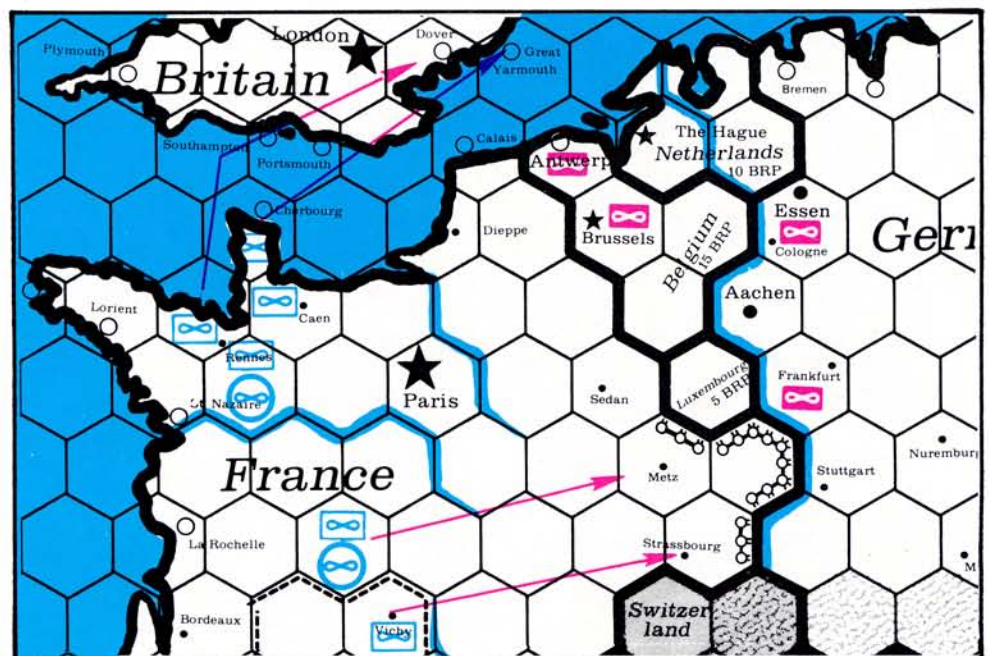 London
Dover
Plymouth
Great
Yarmouth
Britain
Bremen
Southampton
Portsmouth
Calais
The Hague
Netherlands
10 BRP
Antwerp
Cherbourg
Dieppe
Brussels
Belgium
15 BRP
Essen
Cologne
Lorient
Caen
Aachen
Rennes
Paris
St. Nazaire
Sedan
Luxembourg
5 BRP
Frankfurt
France
Metz
Stuttgart
La Rochelle
Strassbourg
Bordeaux
Vichy
Switzer
land